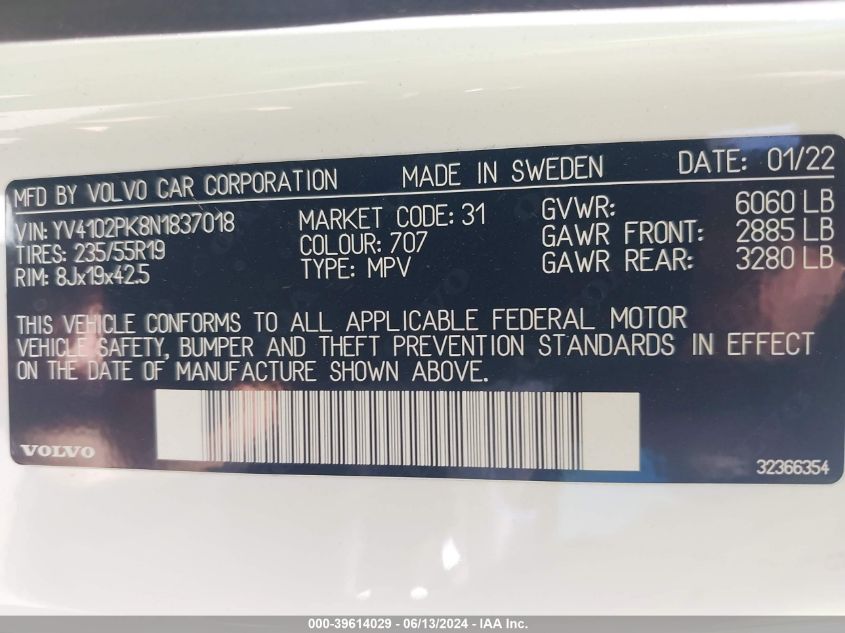 MFD BY VOLVO CAR CORPORATION MADE IN SWEDEN DATE: 01/22
VIN: YV4102PK8N1837018 MARKET CODE: 31 GVWR: 6060 LB
TIRES: 235/55R19 COLOUR: 707 GAWR FRONT: 2885 LB
RIM: 8Jx19x42.5 TYPE: MPV GAWR REAR: 3280 LB
THIS VEHICLE CONFORMS TO ALL APPLICABLE FEDERAL MOTOR
VEHICLE SAFETY, BUMPER AND THEFT PREVENTION STANDARDS IN EFFECT
ON THE DATE OF MANUFACTURE SHOWN ABOVE.
VOLVO 32366354
000-39614029 - 06/13/2024 - IAA Inc.